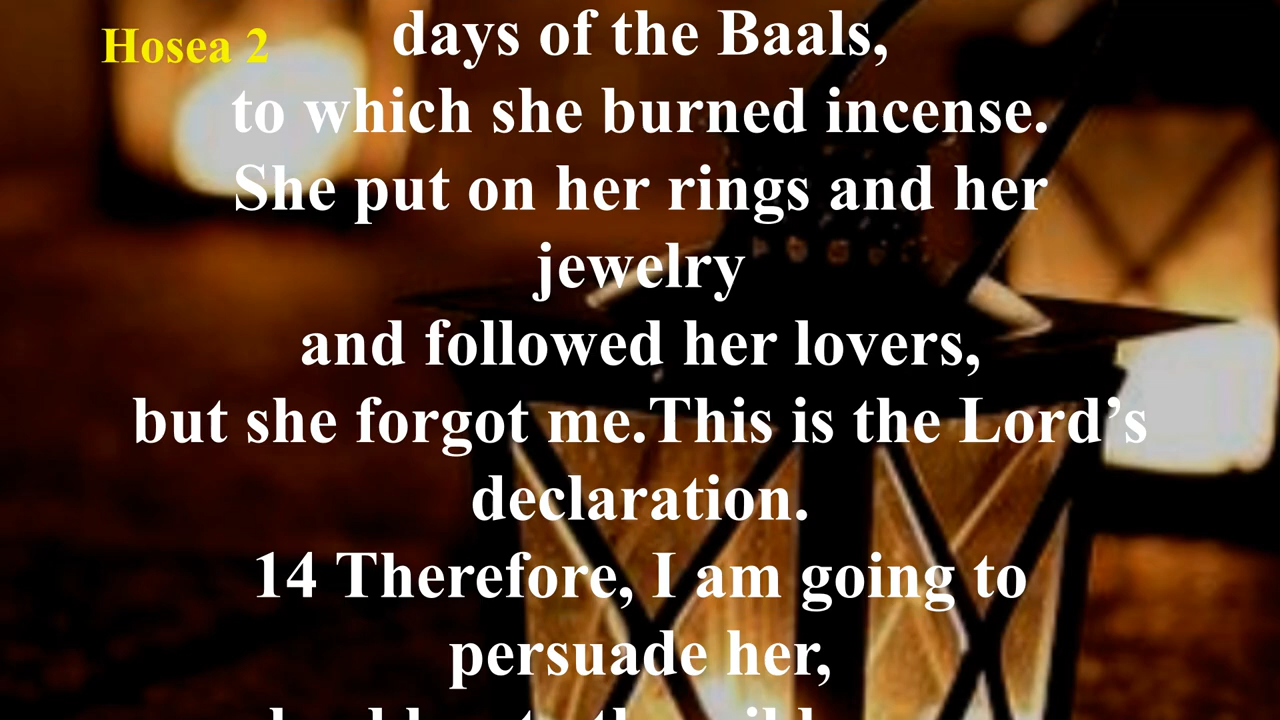 Hosea 2
days of the Baals,
to which she burned incense.
She put on her rings and her
jewelry
and followed her lovers,
but she forgot me.This is the Lord’s
declaration.
14 Therefore, I am going to
persuade her,